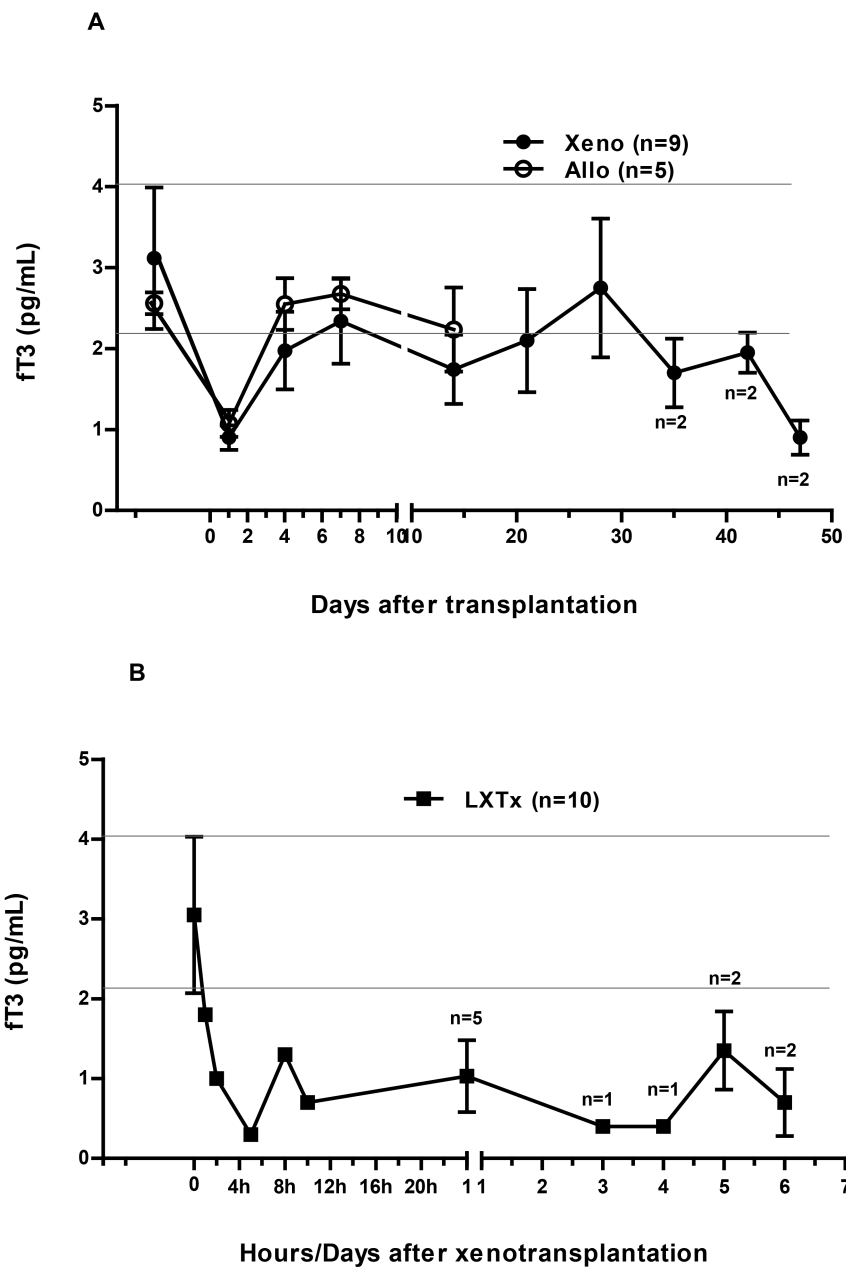 A
5
Xeno (n=9)
Allo (n=5)
4
3
fT3 (pg/mL)
2
n=2
n=2
1
n=2
0
0 2 4 6 8 10 10 20 30 40 50
Days after transplantation
B
5
LXTx (n=10)
4
3
fT3 (pg/mL)
n=2
2
n=5
n=2
1
n=1
n=1
0
0 4h 8h 12h 16h 20h 1 1 2 3 4 5 6 7
Hours/Days after xenotransplantation